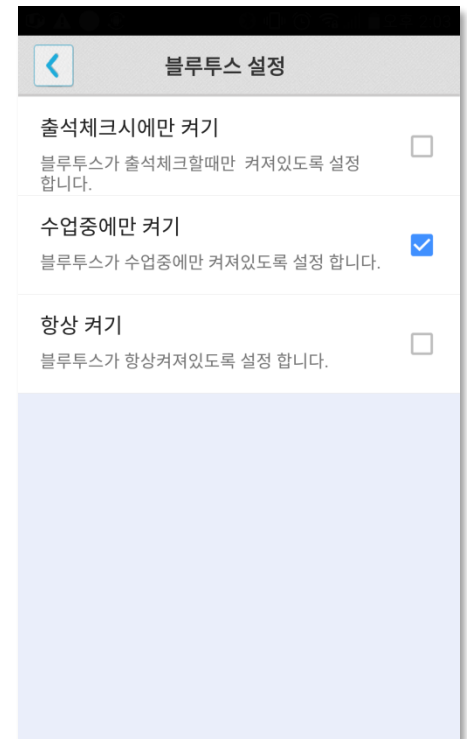 블루투스 설정
출석체크시에만 켜기
블루투스가 출석체크할때만 켜져있도록 설정
합니다.
수업중에만 켜기
블루투스가 수업중에만 켜져있도록 설정 합니다.
항상 켜기
블루투스가 항상켜져있도록 설정 합니다.